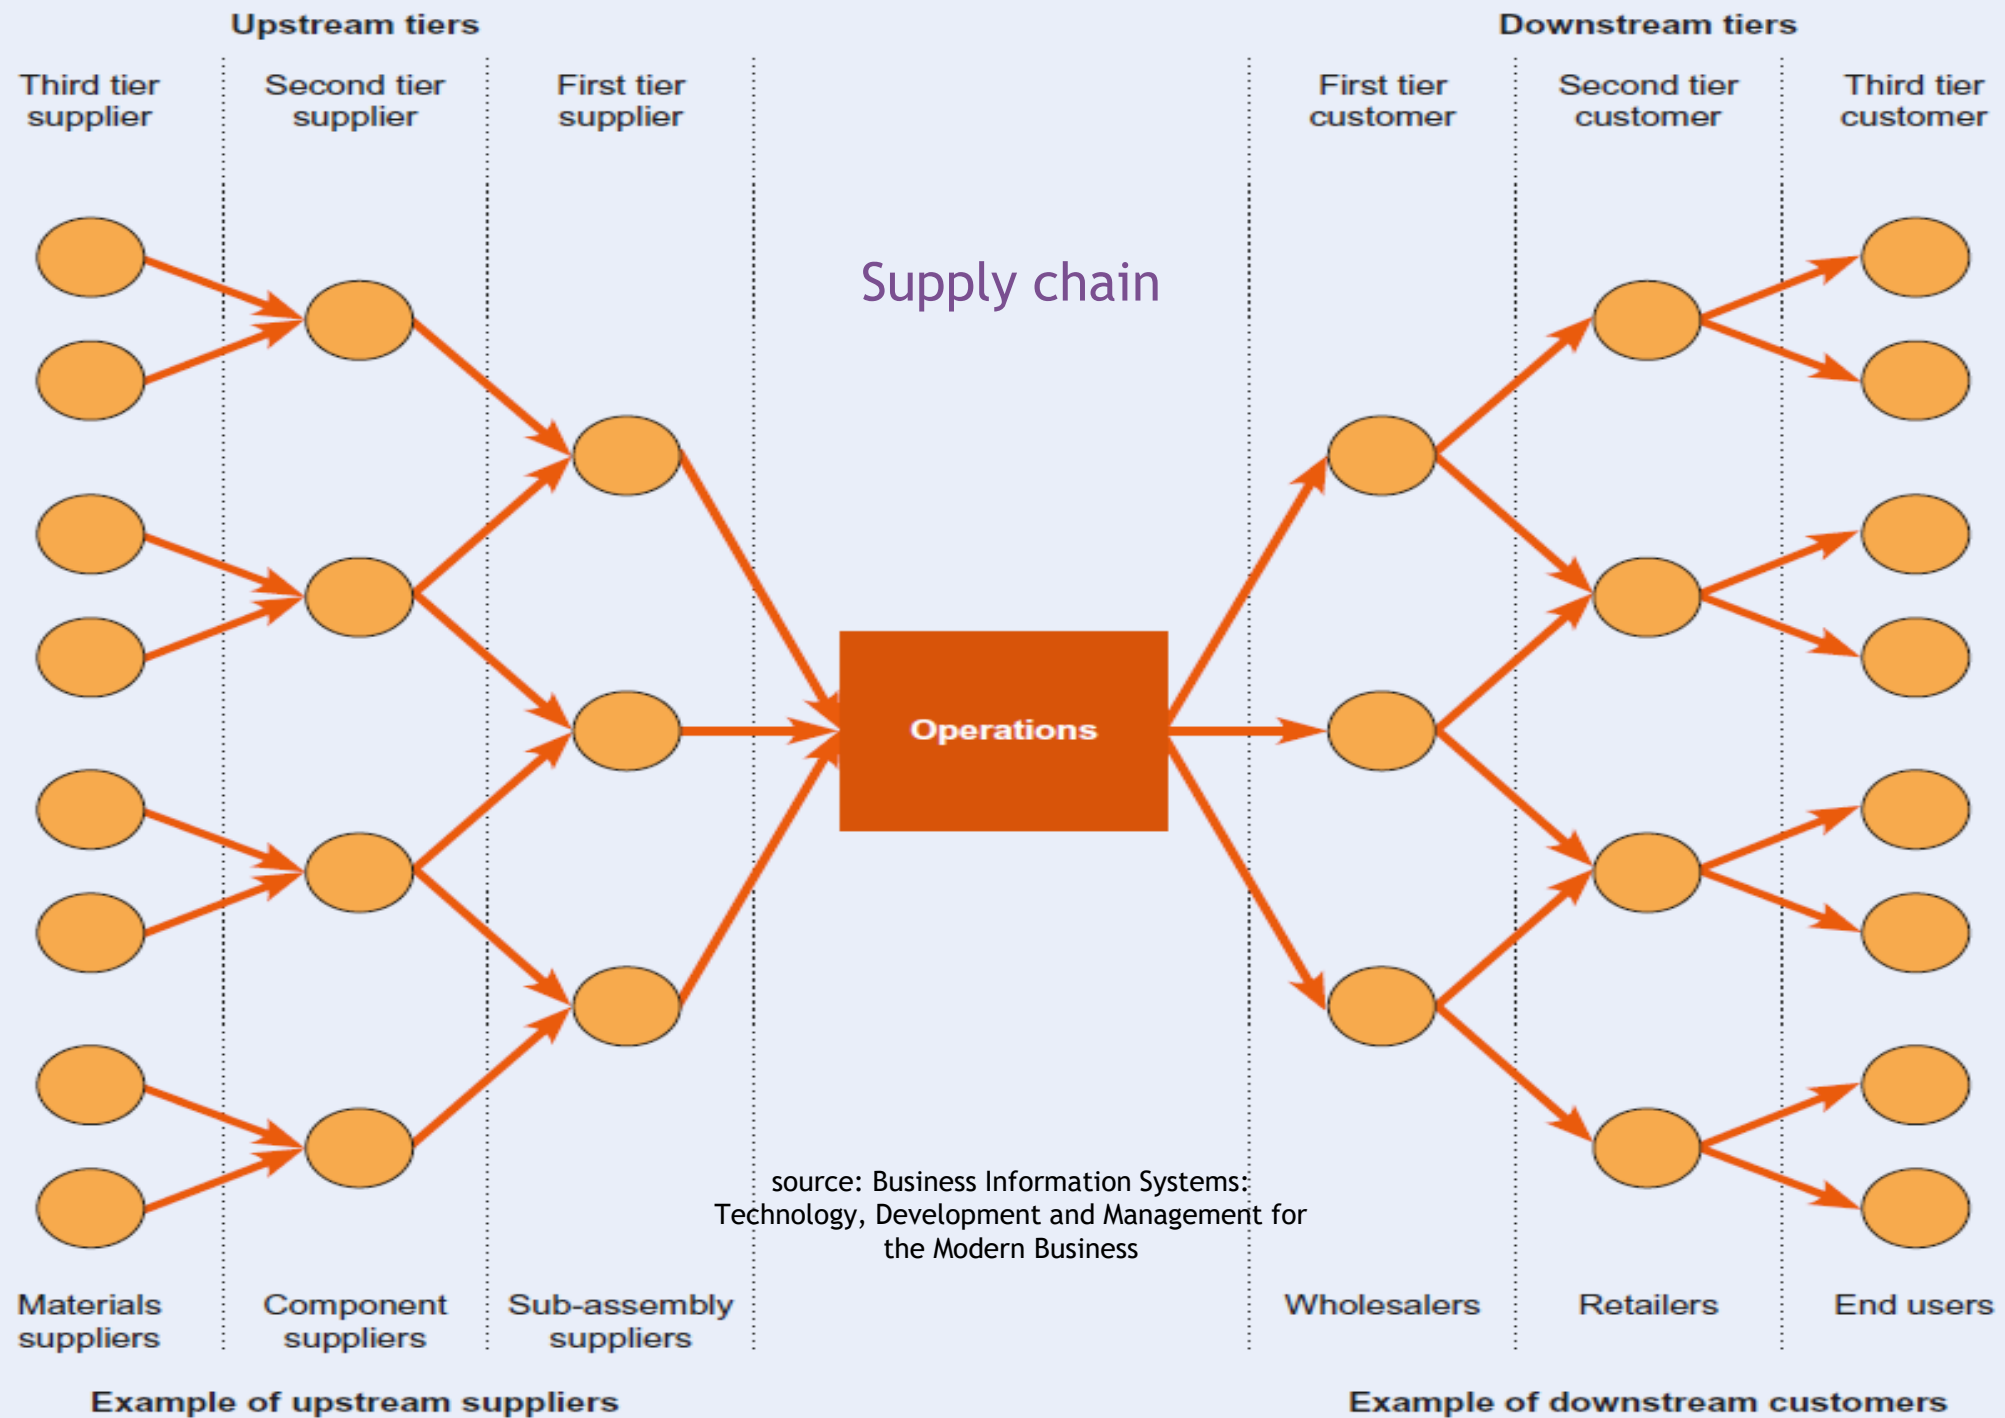 Upstream tiers
Downstream tiers
Third tier
supplier
Second tier
supplier
First tier
supplier
First tier
customer
Second tier
customer
Third tier
customer
Supply chain
Operations
source: Business Information Systems:
Technology, Development and Management for
the Modern Business
Materials
suppliers
Component
suppliers
Sub-assembly
suppliers
Wholesalers
Retailers
End users
Example of upstream suppliers
Example of downstream customers